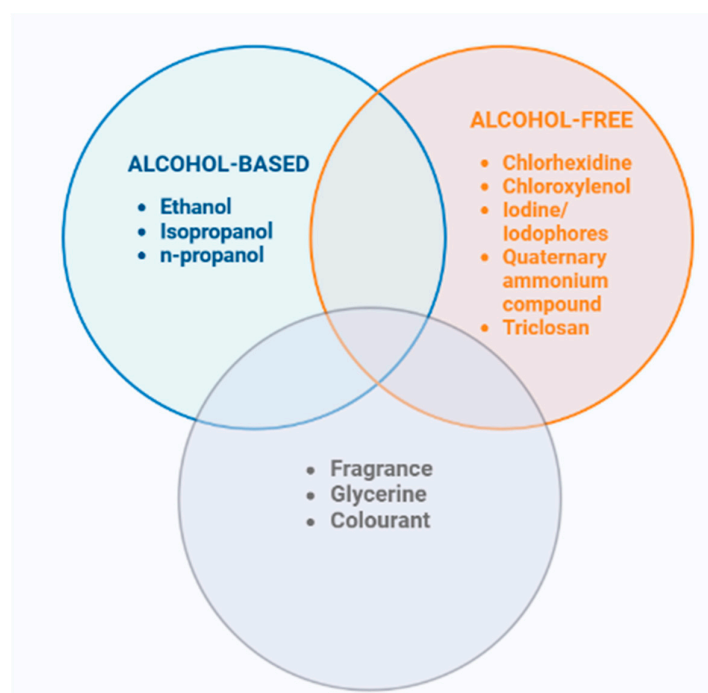 ALCOHOL-BASED
• Ethanol
• Isopropanol
• n-propanol
ALCOHOL-FREE
• Chlorhexidine
• Chloroxylenol
• Iodine/
Iodophores
• Quaternary
ammonium
compound
• Triclosan
• Fragrance
• Glycerine
• Colourant